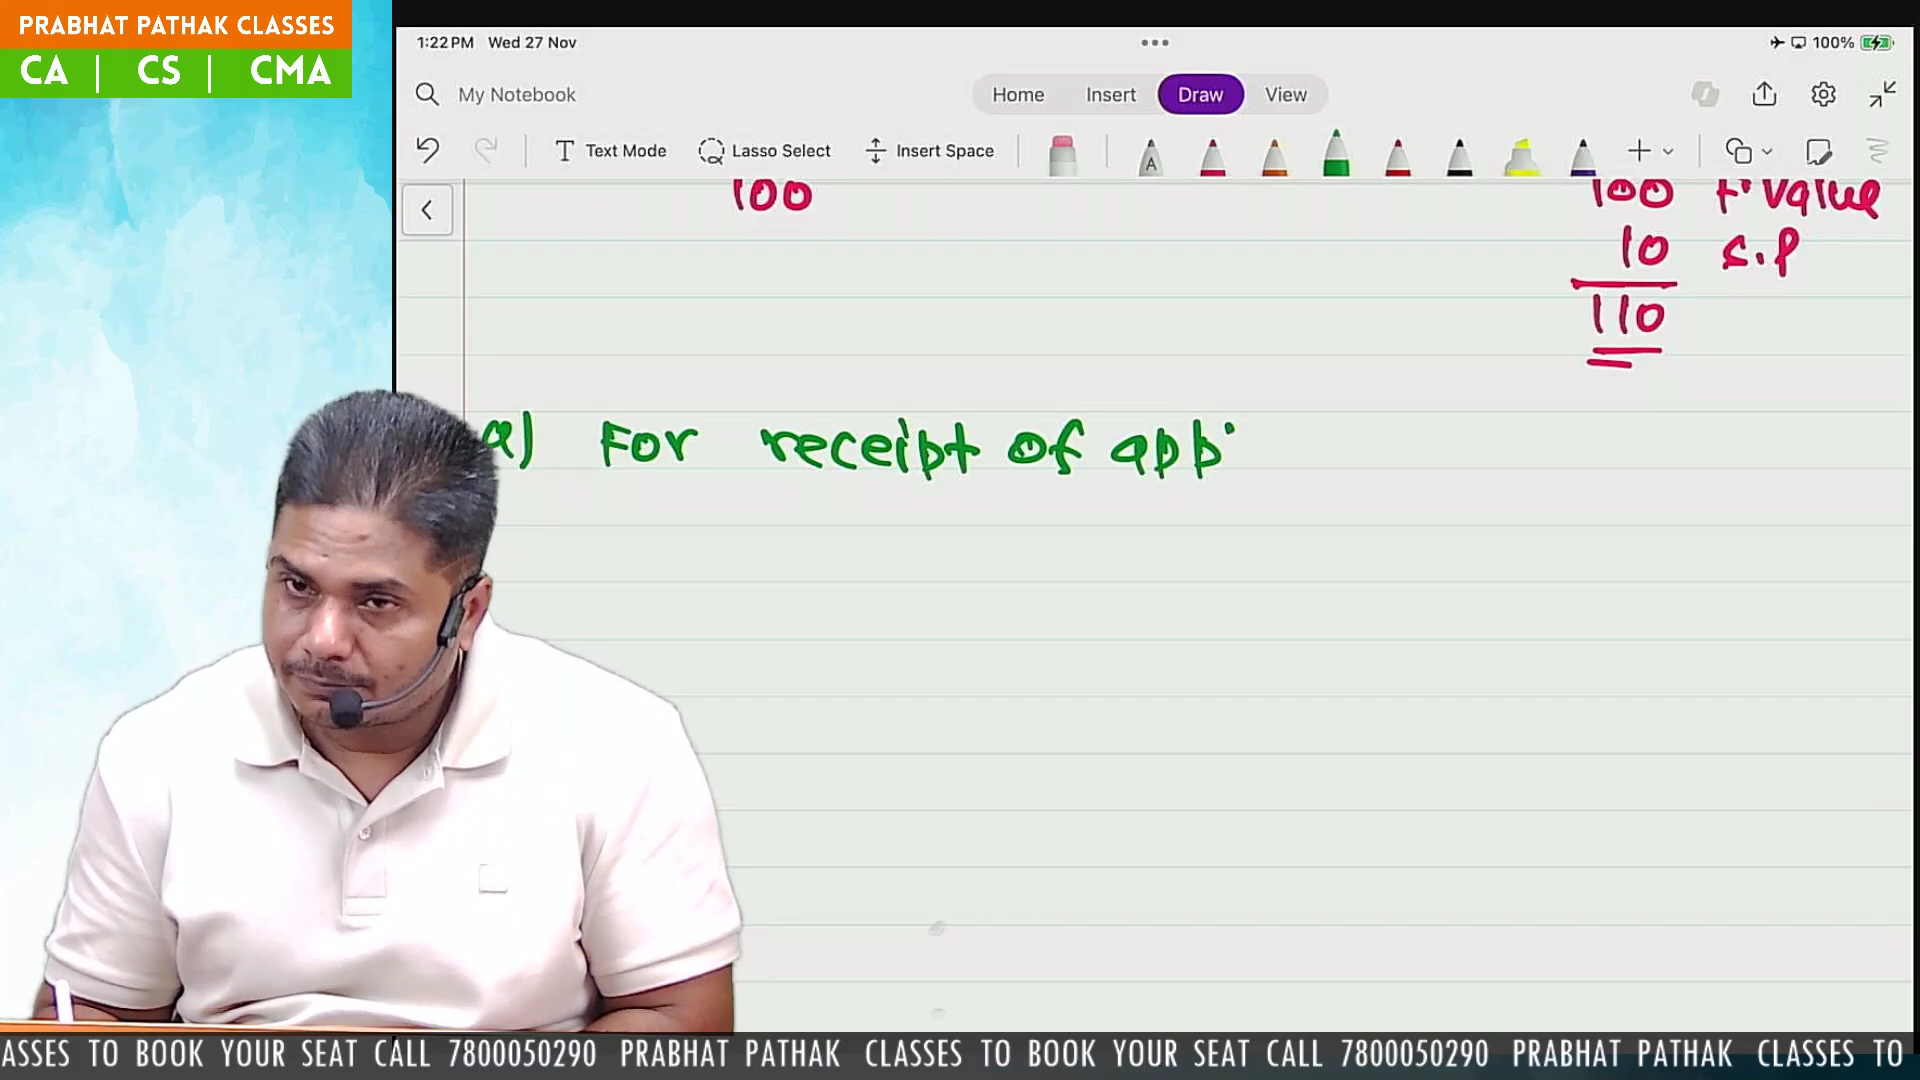 PRABHAT PATHAK CLASSES
CA | CS | CMA
1:22 PM Wed 27 Nov
100%
My Notebook
Home Insert Draw View
Text Mode Lasso Select Insert Space
A
100
100 F. Value
10 S.P
110
a) For receipt of app.
ASSES TO BOOK YOUR SEAT CALL 7800050290 PRABHAT PATHAK CLASSES TO BOOK YOUR SEAT CALL 7800050290 PRABHAT PATHAK CLASSES TO